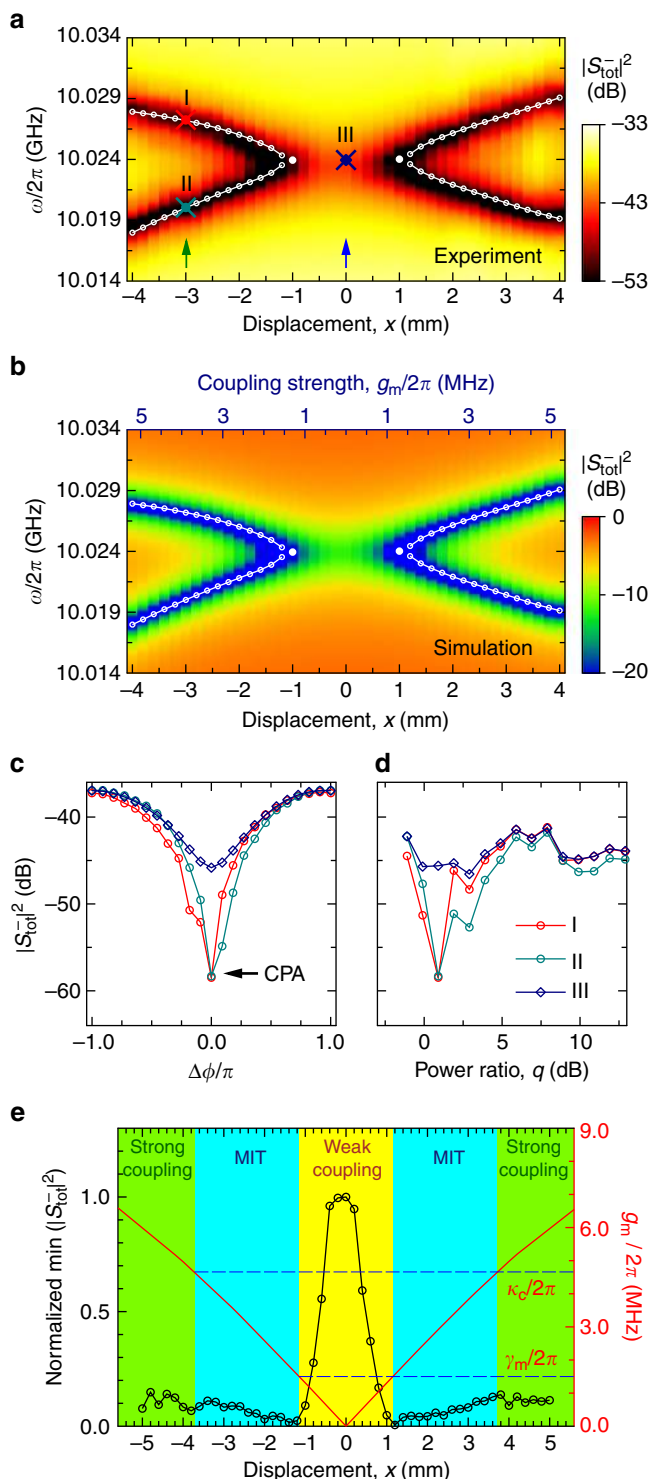 a
10.034
10.029
10.024
10.019
10.014
ω/2π (GHz)
I
II
III
Experiment
−4 −3 −2 −1 0 1 2 3 4
Displacement, x (mm)
|S−tot|²
(dB)
−33
−43
−53
b
Coupling strength, gm/2π (MHz)
5 3 1 1 3 5
10.034
10.029
10.024
10.019
10.014
ω/2π (GHz)
Simulation
−4 −3 −2 −1 0 1 2 3 4
Displacement, x (mm)
|S−tot|²
(dB)
0
−10
−20
c
−40
−50
−60
|S−tot|² (dB)
CPA
−1.0 0.0 1.0
Δϕ/π
d
I
II
III
0 5 10
Power ratio, q (dB)
e
Strong
coupling
MIT
Weak
coupling
MIT
Strong
coupling
1.0
0.5
0.0
Normalized min (|S−tot|²)
κc/2π
γm/2π
9.0
6.0
3.0
0.0
gm / 2π (MHz)
−5 −4 −3 −2 −1 0 1 2 3 4 5
Displacement, x (mm)